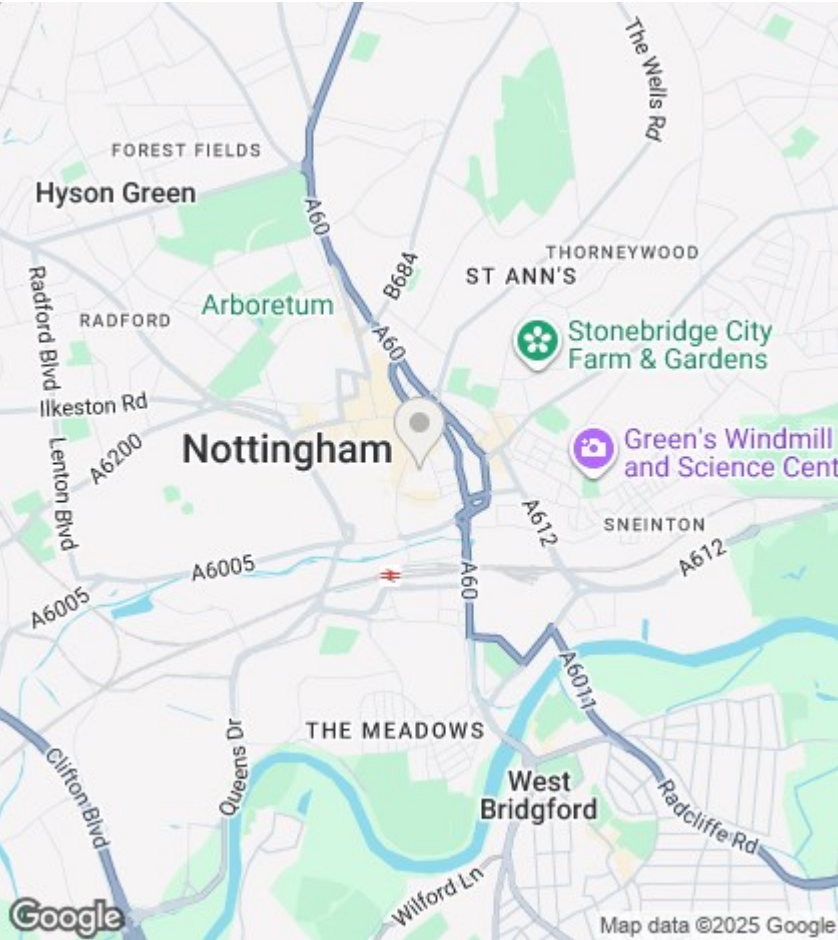 The Wells Rd
FOREST FIELDS
Hyson Green
A60
B684
THORNEYWOOD
ST ANN'S
Radford Blvd
RADFORD
Arboretum
A60
Stonebridge City
Farm & Gardens
Ilkeston Rd
A6200
Nottingham
Green's Windmill
and Science Cent
Lenton Blvd
A612
SNEINTON
A612
A6005
A60
A6005
A6011
THE MEADOWS
Queens Dr
Clifton Blvd
West
Bridgford
Radcliffe Rd
Wilford Ln
Google
Map data ©2025 Google